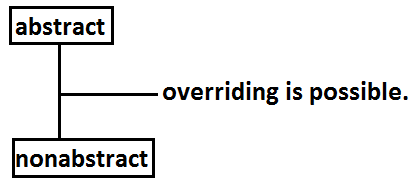 abstract
overriding is possible.
nonabstract